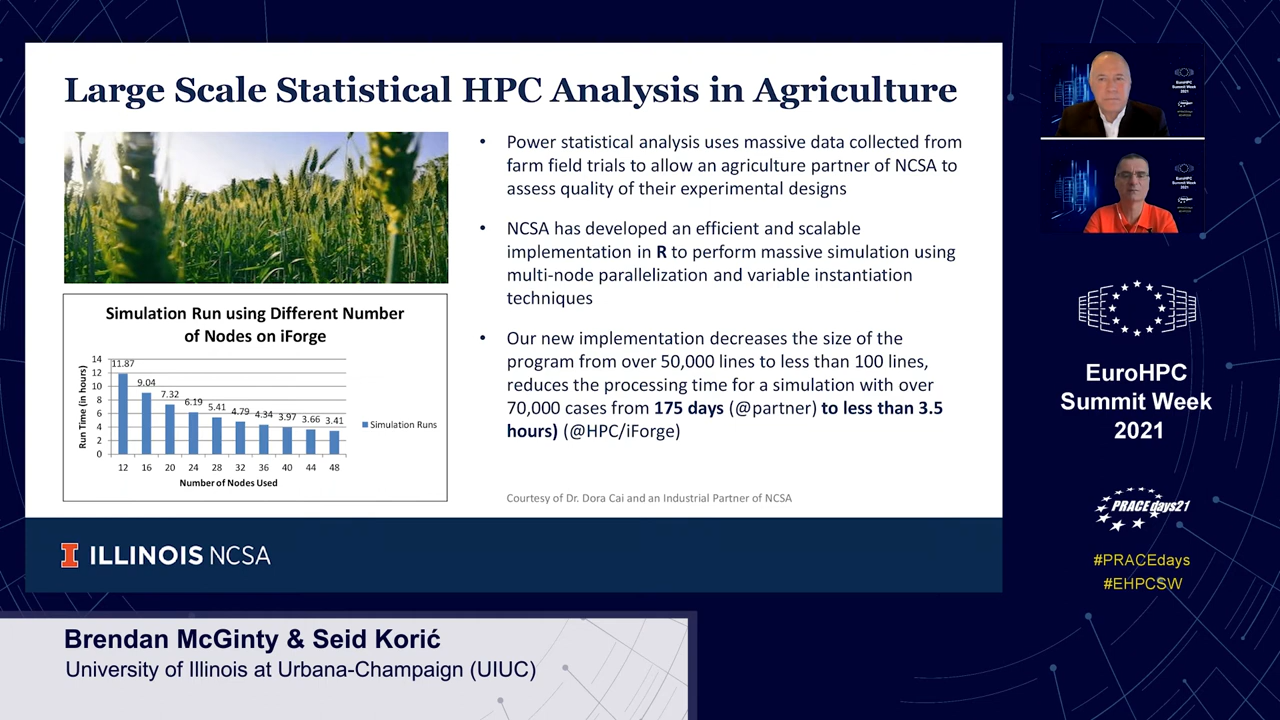 Large Scale Statistical HPC Analysis in Agriculture
• Power statistical analysis uses massive data collected from
farm field trials to allow an agriculture partner of NCSA to
assess quality of their experimental designs
• NCSA has developed an efficient and scalable
implementation in R to perform massive simulation using
multi-node parallelization and variable instantiation
techniques
• Our new implementation decreases the size of the
program from over 50,000 lines to less than 100 lines,
reduces the processing time for a simulation with over
70,000 cases from 175 days (@partner) to less than 3.5
hours) (@HPC/iForge)
Courtesy of Dr. Dora Cai and an Industrial Partner of NCSA
Simulation Run using Different Number
of Nodes on iForge
Run Time (in hours)
14
12
10
8
6
4
2
0
11.87
9.04
7.32
6.19
5.41
4.79
4.34
3.97
3.66
3.41
12 16 20 24 28 32 36 40 44 48
Number of Nodes Used
Simulation Runs
I ILLINOIS NCSA
Brendan McGinty & Seid Korić
University of Illinois at Urbana-Champaign (UIUC)
EuroHPC
Summit Week
2021
EuroHPC
Summit Week
2021
EuroHPC
Summit Week
2021
PRACEdays21
#PRACEdays
#EHPCSW